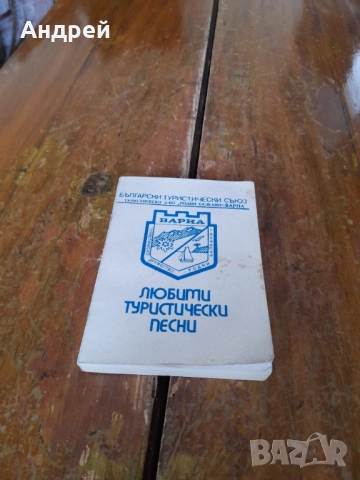 Андрей
БЪЛГАРСКИ ТУРИСТИЧЕСКИ СЪЮЗ
ВАРНА
ЛЮБИМИ
ТУРИСТИЧЕСКИ
ПЕСНИ
BAZAR